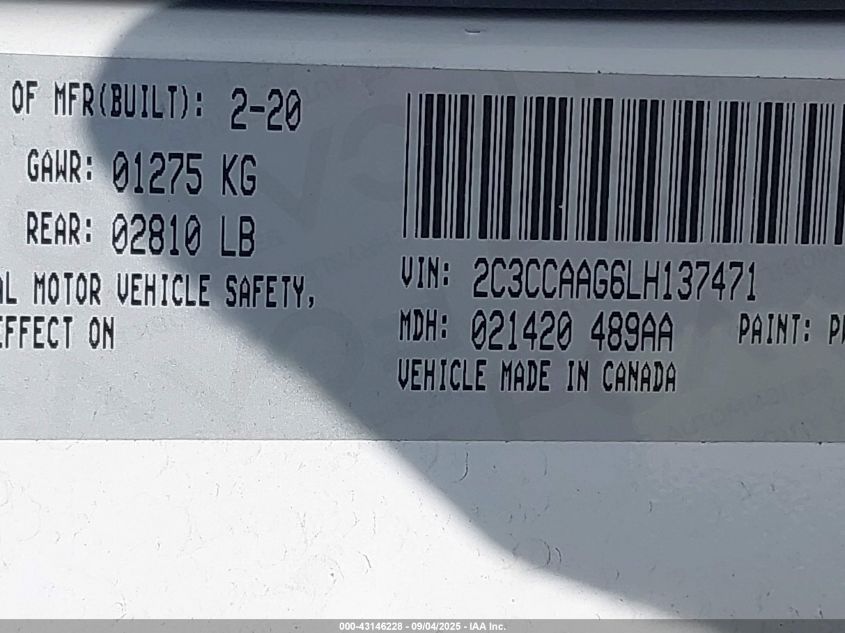 OF MFR(BUILT): 2-20
GAWR: 01275 KG
REAR: 02810 LB
MOTOR VEHICLE SAFETY,
EFFECT ON
VIN: 2C3CCAAG6LH137471
MDH: 021420 489AA PAINT:
VEHICLE MADE IN CANADA
000-43146228 - 09/04/2025 - IAA Inc.